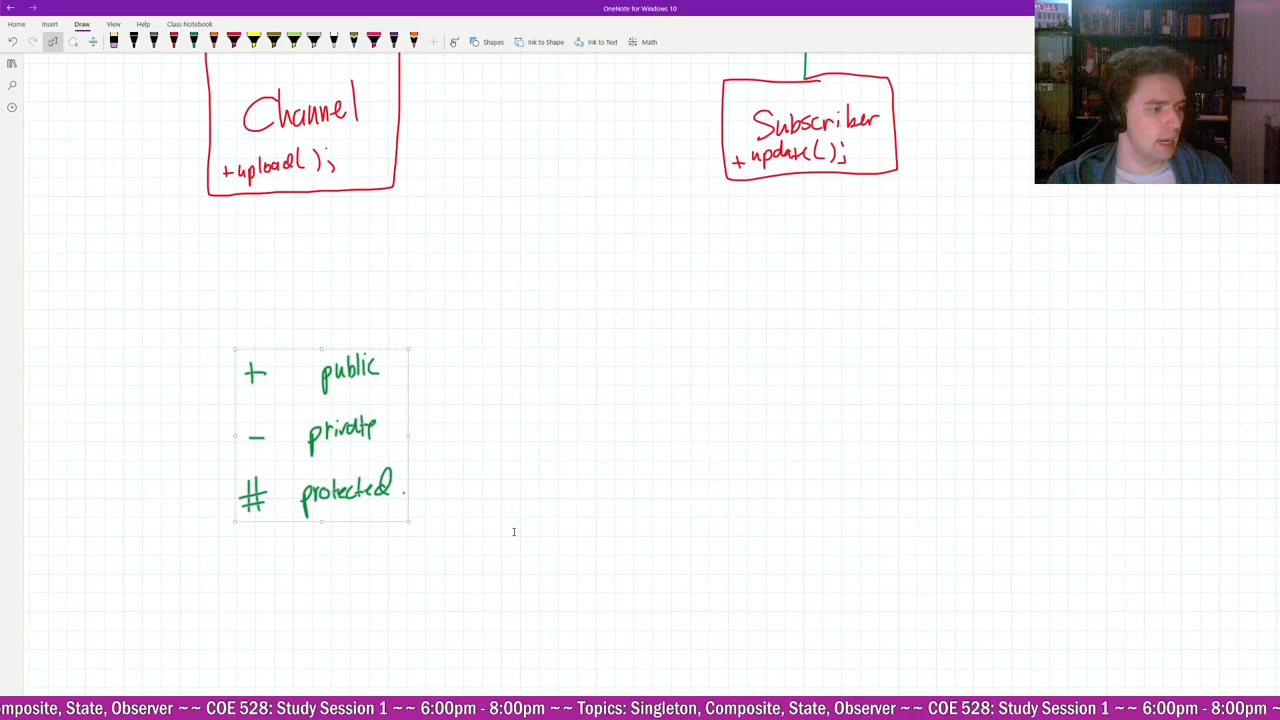 OneNote for Windows 10
Home Insert Draw View Help Class Notebook
Shapes Ink to Shape Ink to Text Math
Channel
+upload();
Subscriber
+update();
+ public
- private
# protected.
omposite, State, Observer ~~ COE 528: Study Session 1 ~~ 6:00pm - 8:00pm ~~ Topics: Singleton, Composite, State, Observer ~~ COE 528: Study Session 1 ~~ 6:00pm - 8:00pm ~